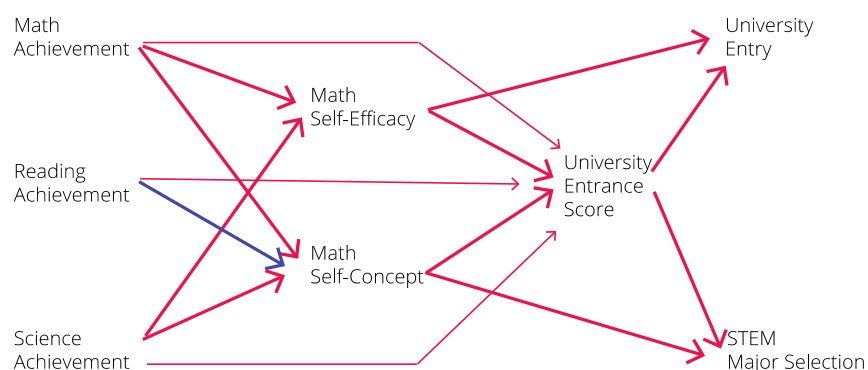 Math
Achievement
University
Entry
Math
Self-Efficacy
Reading
Achievement
University
Entrance
Score
Math
Self-Concept
Science
Achievement
STEM
Major Selection